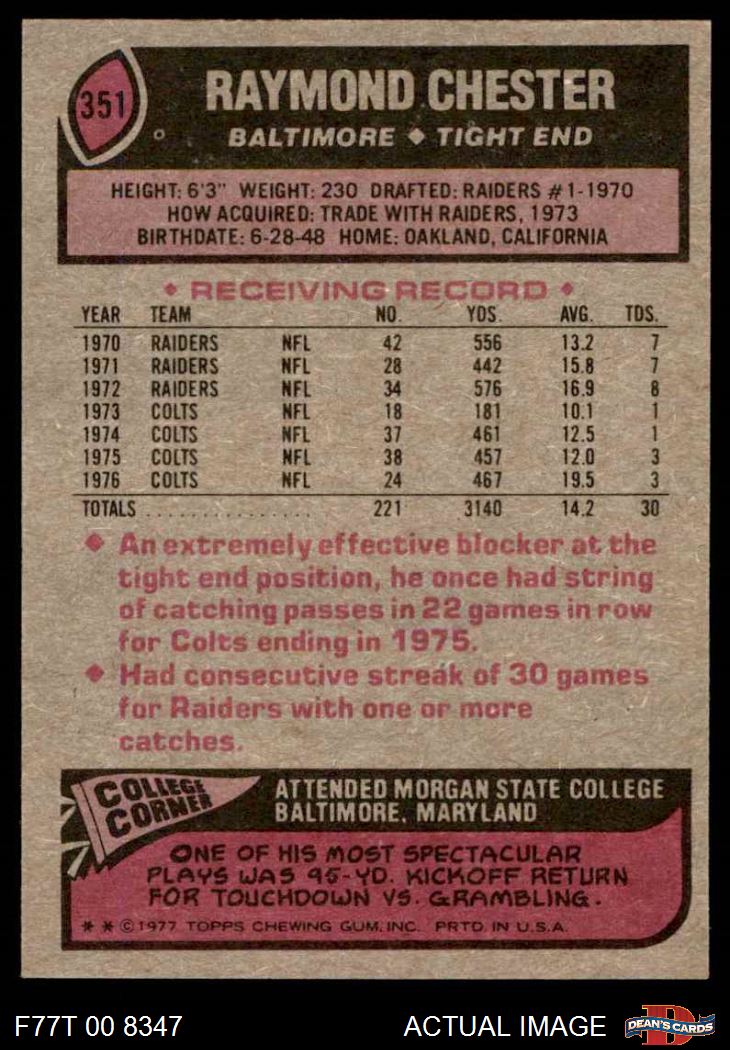 351
RAYMOND CHESTER
BALTIMORE ◆ TIGHT END
HEIGHT: 6'3" WEIGHT: 230 DRAFTED: RAIDERS #1-1970
HOW ACQUIRED: TRADE WITH RAIDERS, 1973
BIRTHDATE: 6-28-48 HOME: OAKLAND, CALIFORNIA
◆ RECEIVING RECORD ◆
YEAR TEAM NO. YDS. AVG. TDS.
1970 RAIDERS NFL 42 556 13.2 7
1971 RAIDERS NFL 28 442 15.8 7
1972 RAIDERS NFL 34 576 16.9 8
1973 COLTS NFL 18 181 10.1 1
1974 COLTS NFL 37 461 12.5 1
1975 COLTS NFL 38 457 12.0 3
1976 COLTS NFL 24 467 19.5 3
TOTALS ............... 221 3140 14.2 30
◆ An extremely effective blocker at the
tight end position, he once had string
of catching passes in 22 games in row
for Colts ending in 1975.
◆ Had consecutive streak of 30 games
for Raiders with one or more
catches.
COLLEGE
CORNER
ATTENDED MORGAN STATE COLLEGE
BALTIMORE, MARYLAND
ONE OF HIS MOST SPECTACULAR
PLAYS WAS 95-YD. KICKOFF RETURN
FOR TOUCHDOWN VS. GRAMBLING.
* * © 1977 TOPPS CHEWING GUM, INC. PRTD. IN U.S.A.
F77T 00 8347
ACTUAL IMAGE
D
DEAN'S CARDS